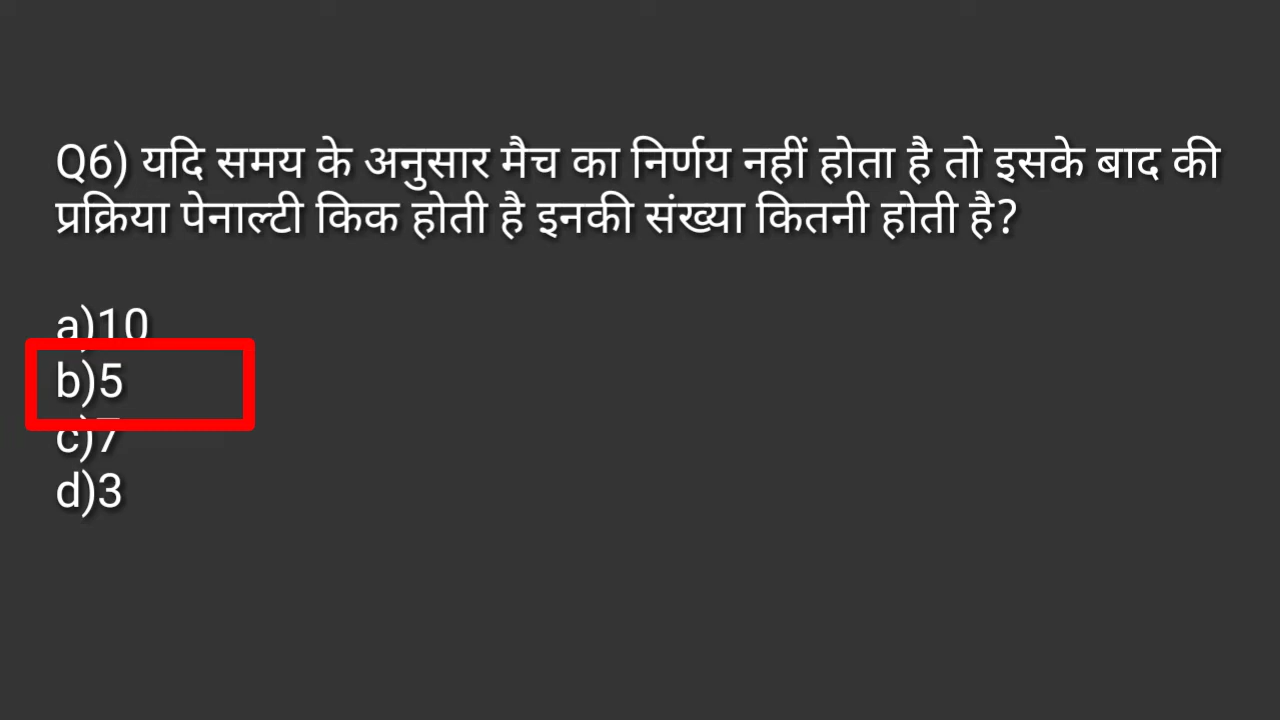 Q6) यदि समय के अनुसार मैच का निर्णय नहीं होता है तो इसके बाद की
प्रक्रिया पेनाल्टी किक होती है इनकी संख्या कितनी होती है?
a)10
b)5
c)7
d)3